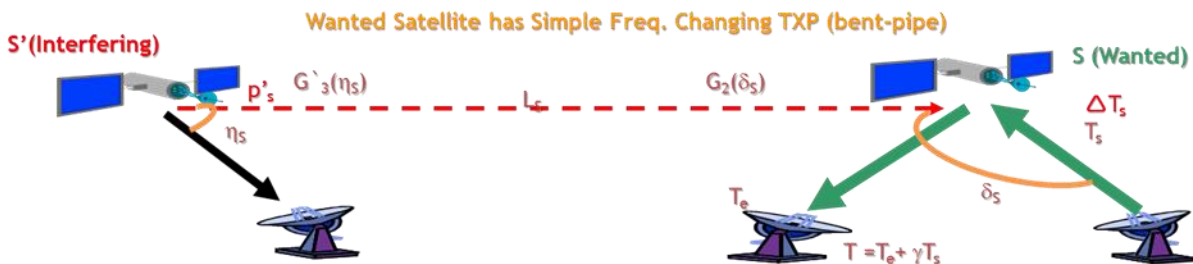 Wanted Satellite has Simple Freq. Changing TXP (bent-pipe)
S’(Interfering)
S (Wanted)
p's
G`3(ηS)
LS
G2(δS)
ΔTs
Ts
ηS
δS
Te
T =Te+ γTs